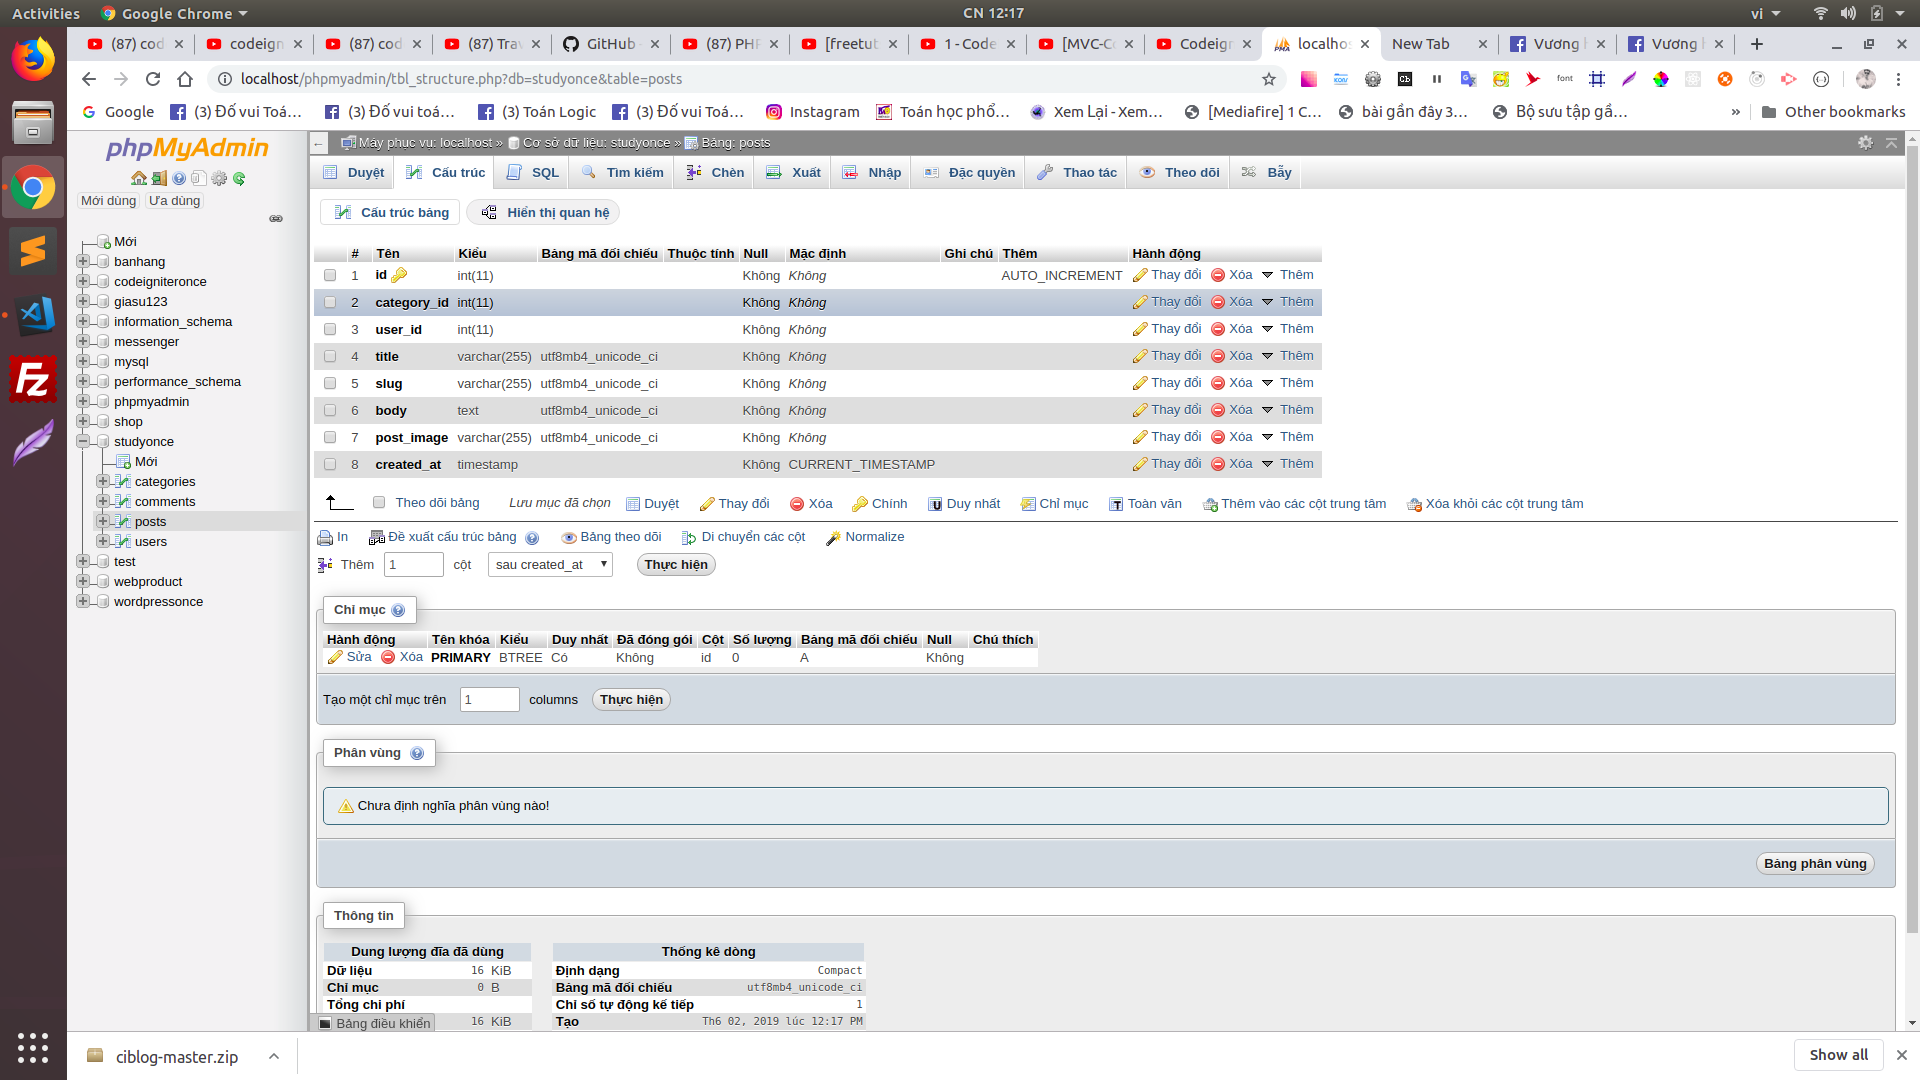 Activities Google Chrome CN 12:17 vi
(87) cod codeign (87) cod (87) Trav GitHub (87) PHP [freetut 1 - Code [MVC-Co Codeign localhos New Tab Vương h Vương h
localhost/phpmyadmin/tbl_structure.php?db=studyonce&table=posts
Google (3) Đố vui Toá... (3) Đố vui toá... (3) Toán Logic (3) Đố vui Toá... Instagram Toán học phổ... Xem Lại - Xem... [Mediafire] 1 C... bài gần đây 3... Bộ sưu tập gầ... » Other bookmarks
phpMyAdmin
Mới dùng Ưa dùng
Mới
banhang
codeigniteronce
giasu123
information_schema
messenger
mysql
performance_schema
phpmyadmin
shop
studyonce
Mới
categories
comments
posts
users
test
webproduct
wordpressonce
Máy phục vụ: localhost » Cơ sở dữ liệu: studyonce » Bảng: posts
Duyệt Cấu trúc SQL Tìm kiếm Chèn Xuất Nhập Đặc quyền Thao tác Theo dõi Bẫy
Cấu trúc bảng Hiển thị quan hệ
# Tên Kiểu Bảng mã đối chiếu Thuộc tính Null Mặc định Ghi chú Thêm Hành động
1 id int(11) Không Không AUTO_INCREMENT Thay đổi Xóa Thêm
2 category_id int(11) Không Không Thay đổi Xóa Thêm
3 user_id int(11) Không Không Thay đổi Xóa Thêm
4 title varchar(255) utf8mb4_unicode_ci Không Không Thay đổi Xóa Thêm
5 slug varchar(255) utf8mb4_unicode_ci Không Không Thay đổi Xóa Thêm
6 body text utf8mb4_unicode_ci Không Không Thay đổi Xóa Thêm
7 post_image varchar(255) utf8mb4_unicode_ci Không Không Thay đổi Xóa Thêm
8 created_at timestamp Không CURRENT_TIMESTAMP Thay đổi Xóa Thêm
Theo dõi bảng Lưu mục đã chọn Duyệt Thay đổi Xóa Chính Duy nhất Chỉ mục Toàn văn Thêm vào các cột trung tâm Xóa khỏi các cột trung tâm
In Đề xuất cấu trúc bảng Bảng theo dõi Di chuyển các cột Normalize
Thêm 1 cột sau created_at Thực hiện
Chỉ mục
Hành động Tên khóa Kiểu Duy nhất Đã đóng gói Cột Số lượng Bảng mã đối chiếu Null Chú thích
Sửa Xóa PRIMARY BTREE Có Không id 0 A Không
Tạo một chỉ mục trên 1 columns Thực hiện
Phân vùng
Chưa định nghĩa phân vùng nào!
Bảng phân vùng
Thông tin
Dung lượng đĩa đã dùng
Dữ liệu 16 KiB
Chỉ mục 0 B
Tổng chi phí
16 KiB
Thống kê dòng
Định dạng Compact
Bảng mã đối chiếu utf8mb4_unicode_ci
Chỉ số tự động kế tiếp 1
Tạo Th6 02, 2019 lúc 12:17 PM
Bảng điều khiển
ciblog-master.zip Show all